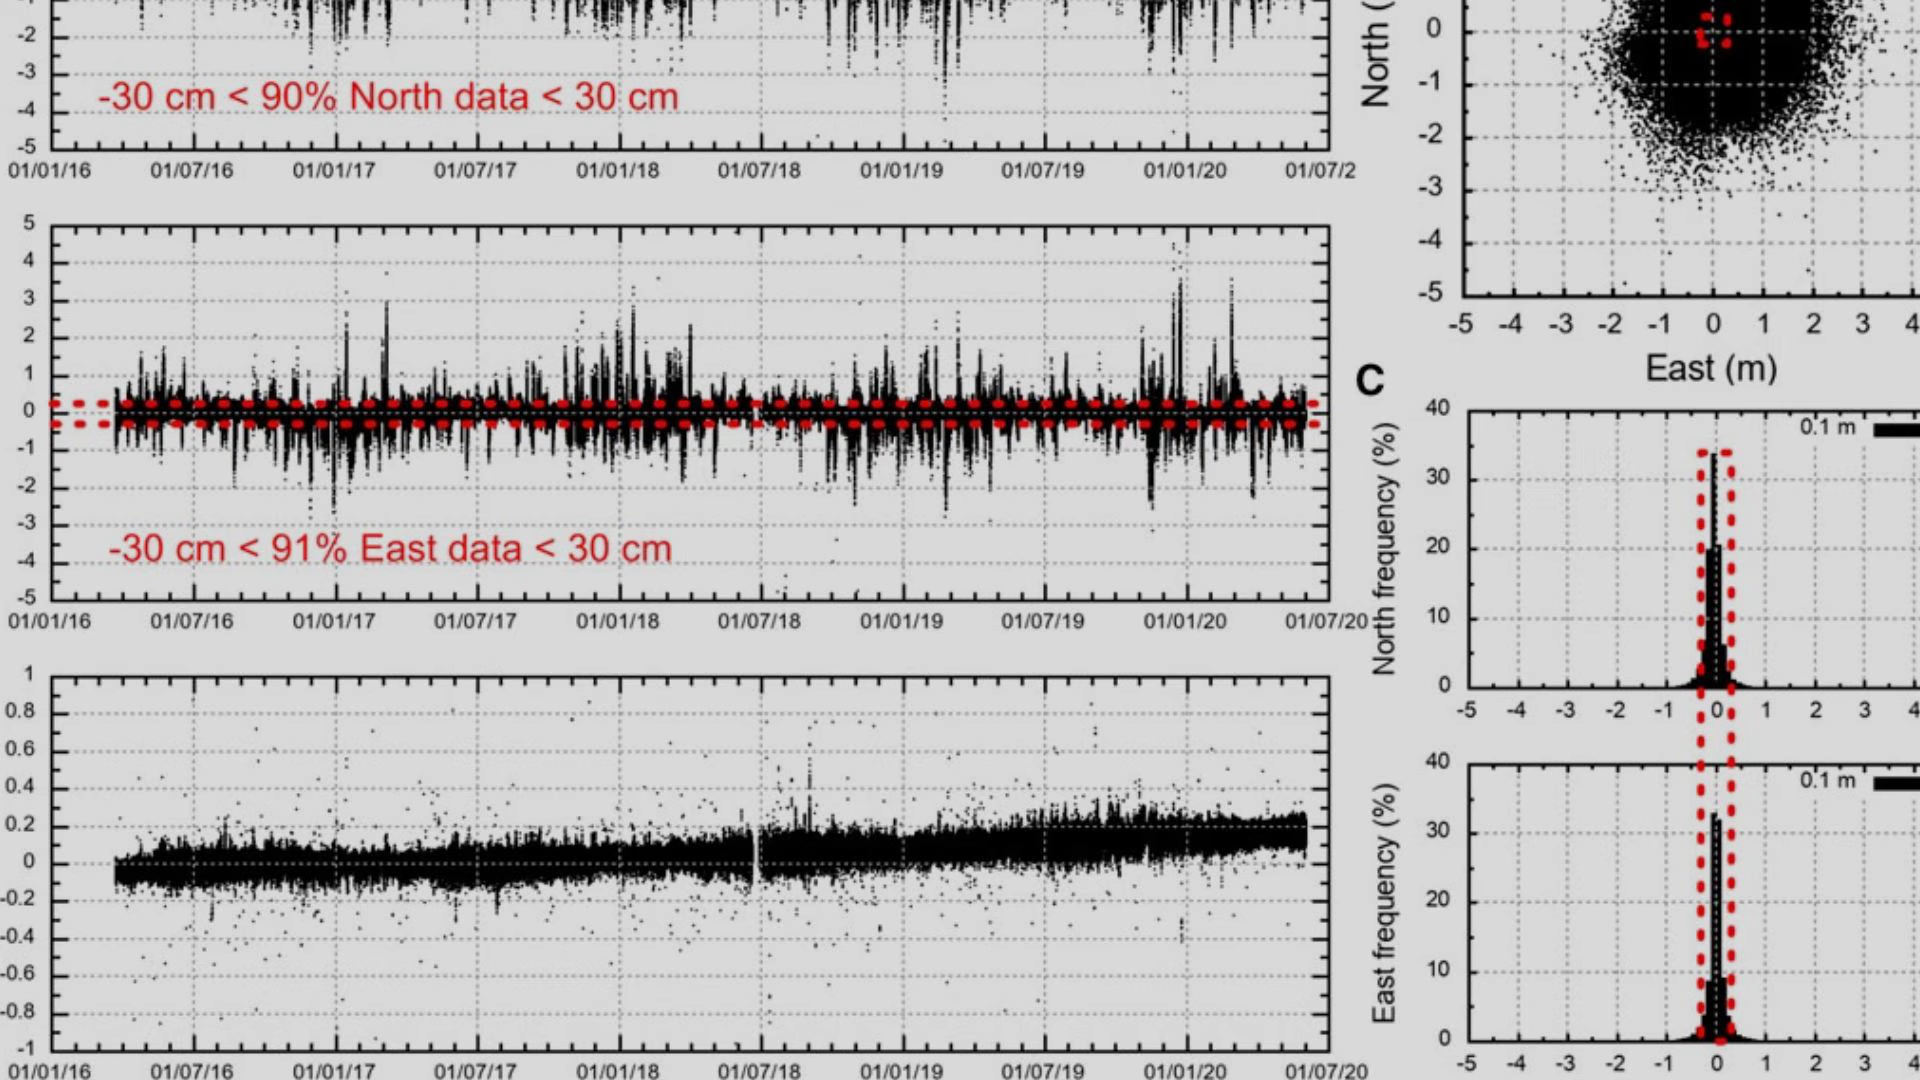 -1
-2
-3
-4
-5
01/01/16 01/07/16 01/01/17 01/07/17 01/01/18 01/07/18 01/01/19 01/07/19 01/01/20 01/07/2
-30 cm < 90% North data < 30 cm
5
4
3
2
1
0
-1
-2
-3
-4
-5
01/01/16 01/07/16 01/01/17 01/07/17 01/01/18 01/07/18 01/01/19 01/07/19 01/01/20 01/07/20
-30 cm < 91% East data < 30 cm
1
0.8
0.6
0.4
0.2
0
-0.2
-0.4
-0.6
-0.8
-1
01/01/16 01/07/16 01/01/17 01/07/17 01/01/18 01/07/18 01/01/19 01/07/19 01/01/20 01/07/20
North (
0
-1
-2
-3
-4
-5
-5 -4 -3 -2 -1 0 1 2 3 4
East (m)
C
North frequency (%)
40
30
20
10
0
0.1 m
-5 -4 -3 -2 -1 0 1 2 3 4
East frequency (%)
40
30
20
10
0
0.1 m
-5 -4 -3 -2 -1 0 1 2 3 4